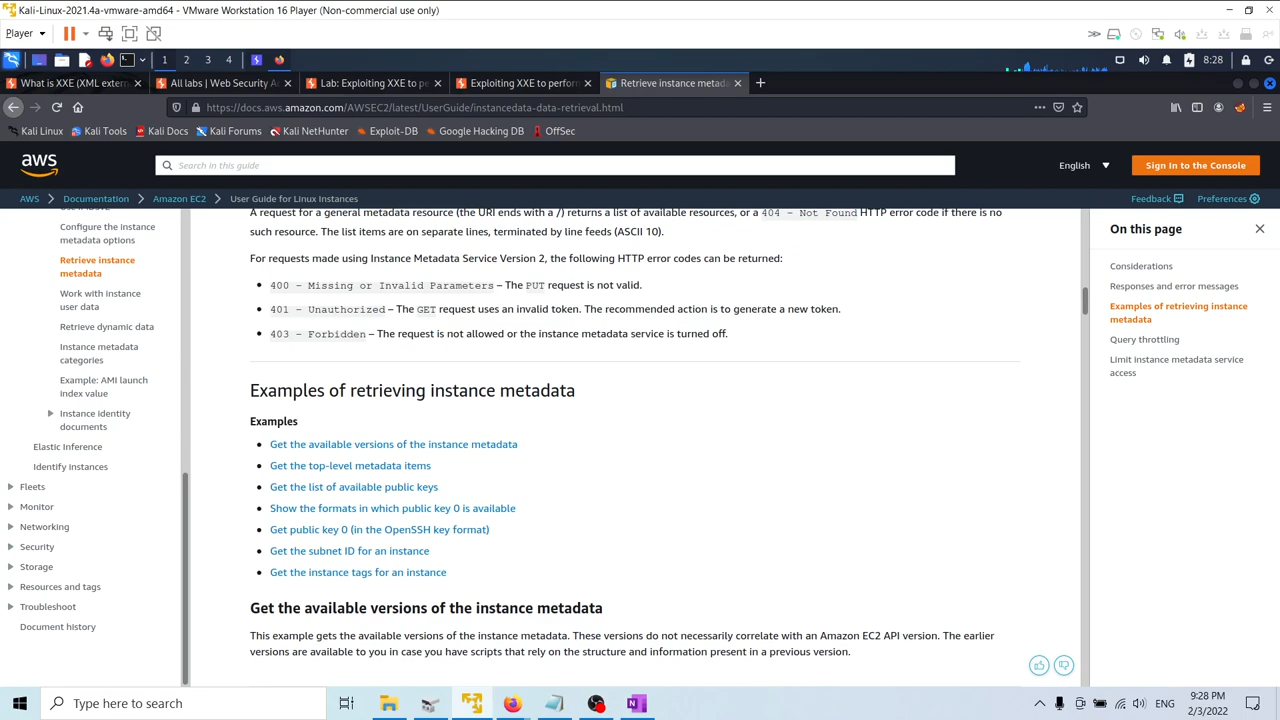 Kali-Linux-2021.4a-vmware-amd64 - VMware Workstation 16 Player (Non-commercial use only)
Player
1 2 3 4 8:28
What is XXE (XML extern All labs | Web Security A Lab: Exploiting XXE to pe Exploiting XXE to perform Retrieve instance metada
https://docs.aws.amazon.com/AWSEC2/latest/UserGuide/instancedata-data-retrieval.html
Kali Linux Kali Tools Kali Docs Kali Forums Kali NetHunter Exploit-DB Google Hacking DB OffSec
aws Search in this guide English Sign In to the Console
AWS Documentation Amazon EC2 User Guide for Linux Instances Feedback Preferences
Configure the instance
metadata options
Retrieve instance
metadata
Work with instance
user data
Retrieve dynamic data
Instance metadata
categories
Example: AMI launch
index value
Instance identity
documents
Elastic Inference
Identify instances
Fleets
Monitor
Networking
Security
Storage
Resources and tags
Troubleshoot
Document history
A request for a general metadata resource (the URI ends with a /) returns a list of available resources, or a 404 - Not Found HTTP error code if there is no
such resource. The list items are on separate lines, terminated by line feeds (ASCII 10).
For requests made using Instance Metadata Service Version 2, the following HTTP error codes can be returned:
400 - Missing or Invalid Parameters – The PUT request is not valid.
401 - Unauthorized – The GET request uses an invalid token. The recommended action is to generate a new token.
403 - Forbidden – The request is not allowed or the instance metadata service is turned off.
Examples of retrieving instance metadata
Examples
Get the available versions of the instance metadata
Get the top-level metadata items
Get the list of available public keys
Show the formats in which public key 0 is available
Get public key 0 (in the OpenSSH key format)
Get the subnet ID for an instance
Get the instance tags for an instance
Get the available versions of the instance metadata
This example gets the available versions of the instance metadata. These versions do not necessarily correlate with an Amazon EC2 API version. The earlier
versions are available to you in case you have scripts that rely on the structure and information present in a previous version.
On this page
Considerations
Responses and error messages
Examples of retrieving instance
metadata
Query throttling
Limit instance metadata service
access
Type here to search
ENG
9:28 PM
2/3/2022